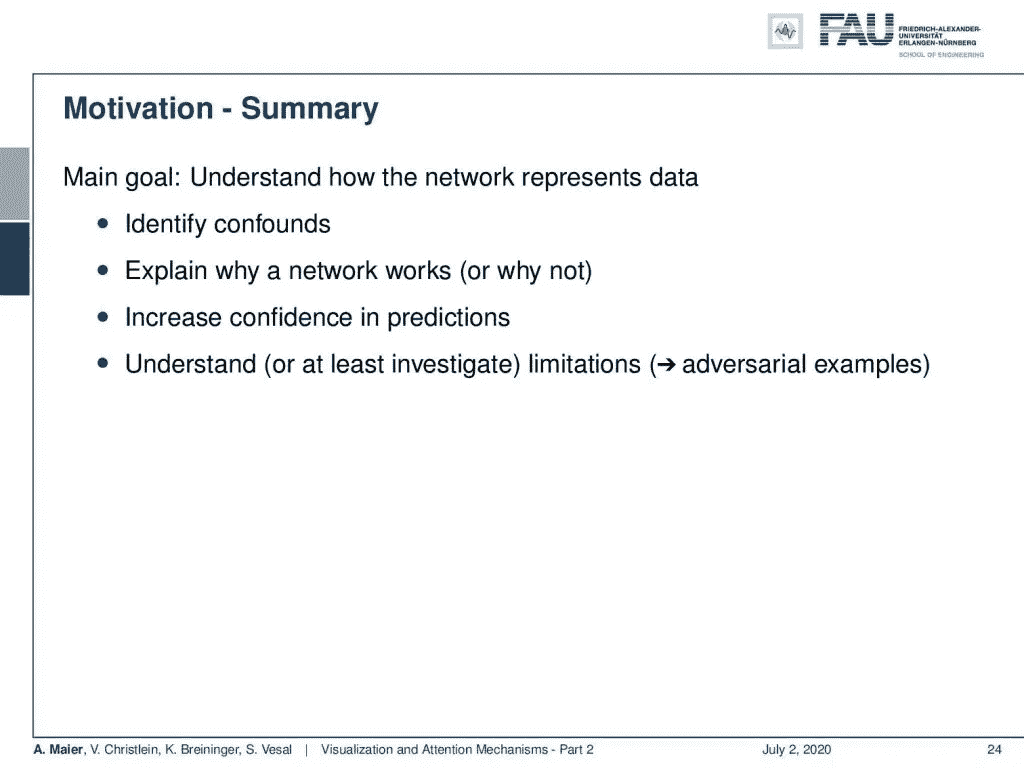 FAU
FRIEDRICH-ALEXANDER-
UNIVERSITÄT
ERLANGEN-NÜRNBERG
SCHOOL OF ENGINEERING
Motivation - Summary
Main goal: Understand how the network represents data
• Identify confounds
• Explain why a network works (or why not)
• Increase confidence in predictions
• Understand (or at least investigate) limitations (➔ adversarial examples)
A. Maier, V. Christlein, K. Breininger, S. Vesal | Visualization and Attention Mechanisms - Part 2 July 2, 2020 24